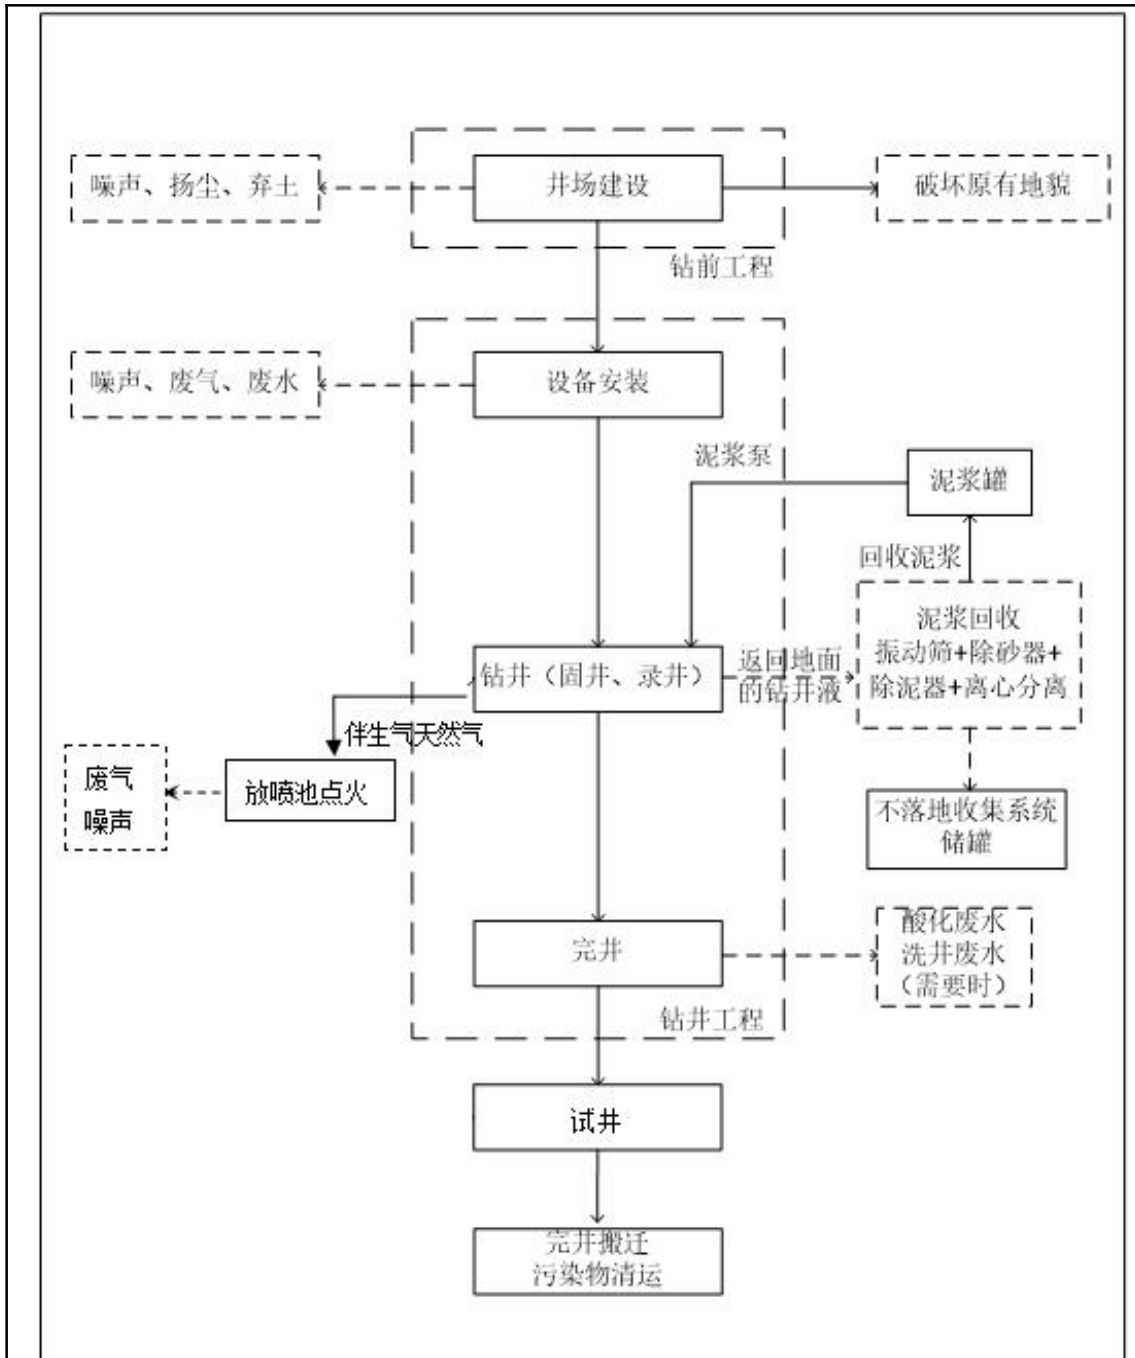 噪声、扬尘、弃土
井场建设
破坏原有地貌
钻前工程
噪声、废气、废水
设备安装
泥浆泵
泥浆罐
回收泥浆
泥浆回收
振动筛+除砂器+
除泥器+离心分离
钻井（固井、录井）
返回地面
的钻井液
伴生气天然气
废气
噪声
放喷池点火
不落地收集系统
储罐
完井
酸化废水
洗井废水
（需要时）
钻井工程
试井
完井搬迁
污染物清运